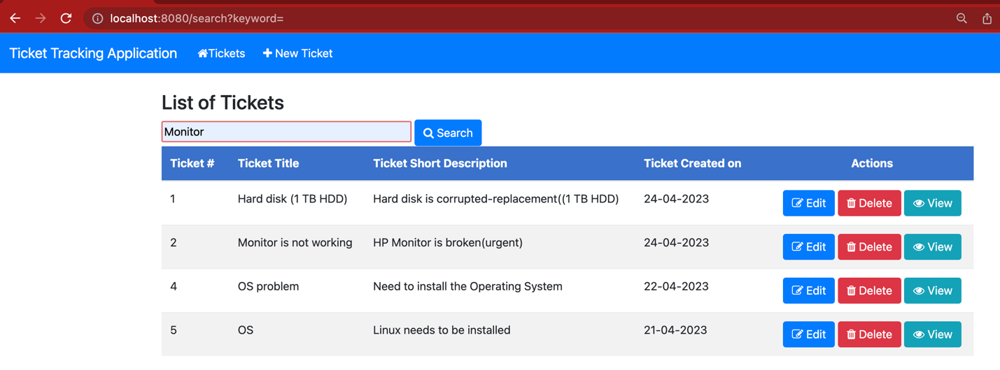 localhost:8080/search?keyword=
Ticket Tracking Application Tickets New Ticket
List of Tickets
Monitor Search
Ticket # Ticket Title Ticket Short Description Ticket Created on Actions
1 Hard disk (1 TB HDD) Hard disk is corrupted-replacement((1 TB HDD) 24-04-2023 Edit Delete View
2 Monitor is not working HP Monitor is broken(urgent) 24-04-2023 Edit Delete View
4 OS problem Need to install the Operating System 22-04-2023 Edit Delete View
5 OS Linux needs to be installed 21-04-2023 Edit Delete View